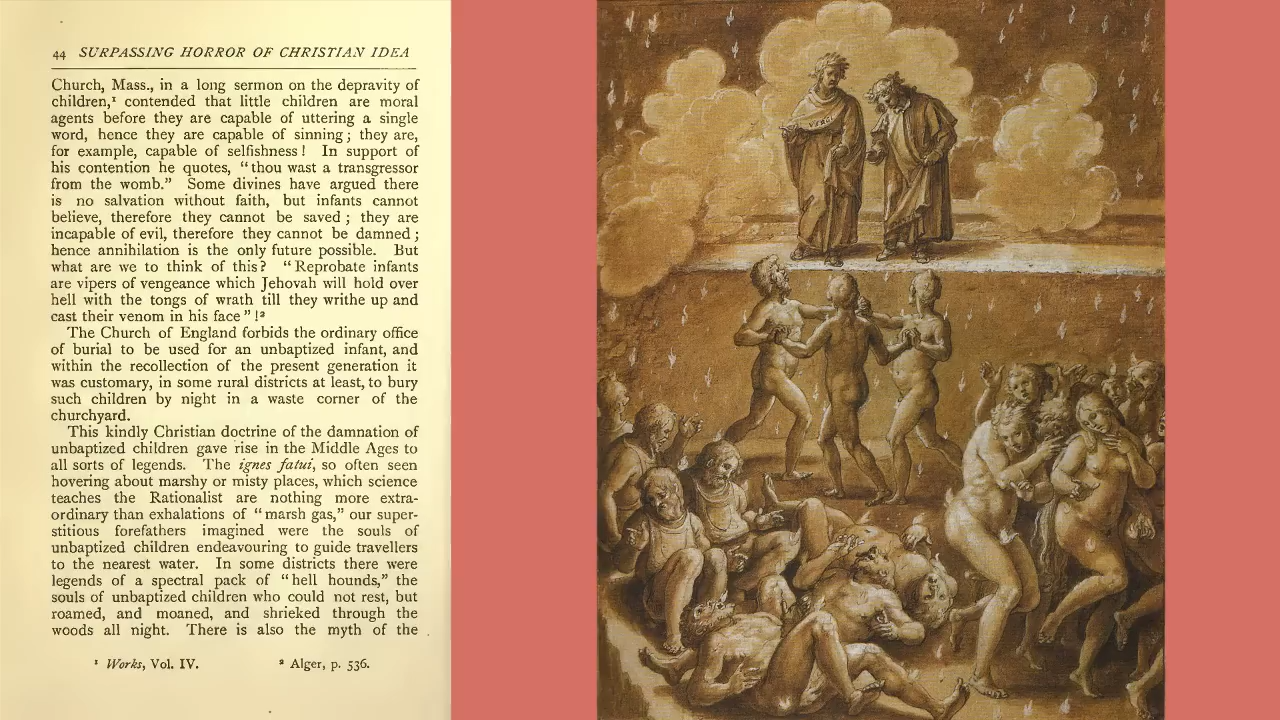 44 SURPASSING HORROR OF CHRISTIAN IDEA
Church, Mass., in a long sermon on the depravity of
children,¹ contended that little children are moral
agents before they are capable of uttering a single
word, hence they are capable of sinning; they are,
for example, capable of selfishness! In support of
his contention he quotes, "thou wast a transgressor
from the womb." Some divines have argued there
is no salvation without faith, but infants cannot
believe, therefore they cannot be saved; they are
incapable of evil, therefore they cannot be damned;
hence annihilation is the only future possible. But
what are we to think of this? "Reprobate infants
are vipers of vengeance which Jehovah will hold over
hell with the tongs of wrath till they writhe up and
cast their venom in his face"!²
The Church of England forbids the ordinary office
of burial to be used for an unbaptized infant, and
within the recollection of the present generation it
was customary, in some rural districts at least, to bury
such children by night in a waste corner of the
churchyard.
This kindly Christian doctrine of the damnation of
unbaptized children gave rise in the Middle Ages to
all sorts of legends. The ignes fatui, so often seen
hovering about marshy or misty places, which science
teaches the Rationalist are nothing more extra-
ordinary than exhalations of "marsh gas," our super-
stitious forefathers imagined were the souls of
unbaptized children endeavouring to guide travellers
to the nearest water. In some districts there were
legends of a spectral pack of "hell hounds," the
souls of unbaptized children who could not rest, but
roamed, and moaned, and shrieked through the
woods all night. There is also the myth of the
¹ Works, Vol. IV. ² Alger, p. 536.